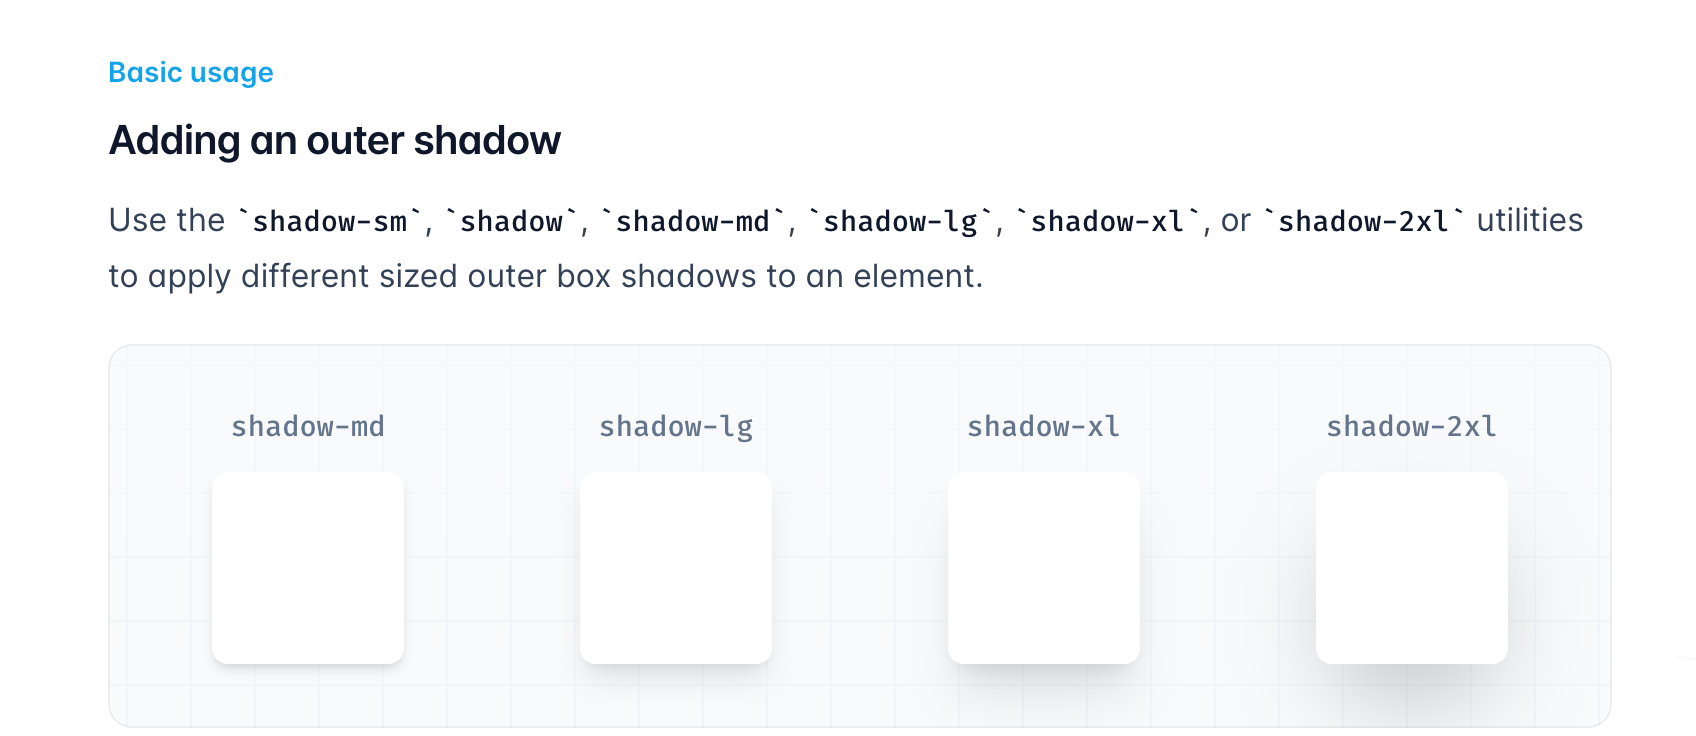 Basic usage
Adding an outer shadow
Use the `shadow-sm`, `shadow`, `shadow-md`, `shadow-lg`, `shadow-xl`, or `shadow-2xl` utilities
to apply different sized outer box shadows to an element.
shadow-md shadow-lg shadow-xl shadow-2xl